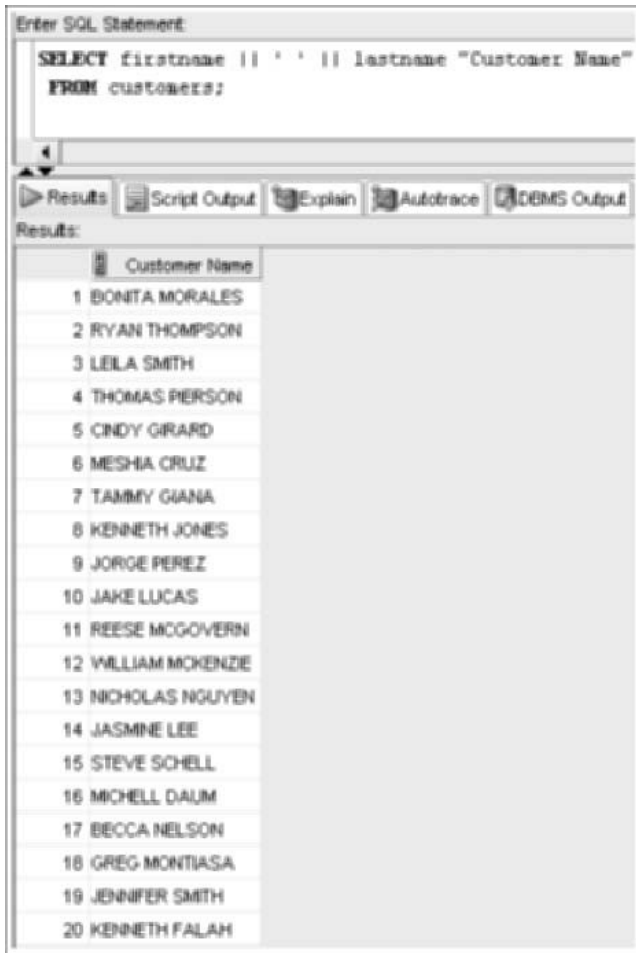 Enter SQL Statement:
SELECT firstname || ' ' || lastname "Customer Name"
FROM customers;
Results Script Output Explain Autotrace DBMS Output
Results:
Customer Name
1 BONITA MORALES
2 RYAN THOMPSON
3 LEILA SMITH
4 THOMAS PIERSON
5 CINDY GIRARD
6 MESHIA CRUZ
7 TAMMY GIANA
8 KENNETH JONES
9 JORGE PEREZ
10 JAKE LUCAS
11 REESE MCGOVERN
12 WILLIAM MCKENZIE
13 NICHOLAS NGUYEN
14 JASMINE LEE
15 STEVE SCHELL
16 MICHELL DAUM
17 BECCA NELSON
18 GREG MONTIASA
19 JENNIFER SMITH
20 KENNETH FALAH